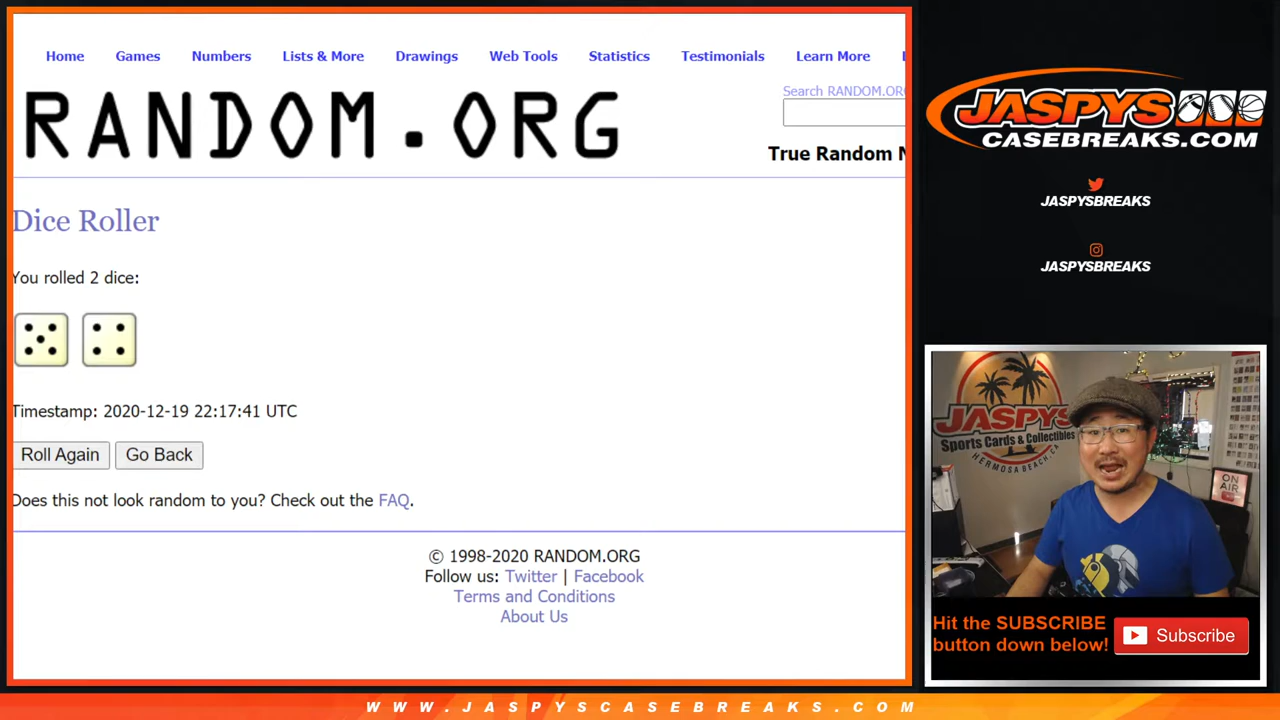 Home Games Numbers Lists & More Drawings Web Tools Statistics Testimonials Learn More
RANDOM.ORG
Search RANDOM.ORG
True Random N
Dice Roller
You rolled 2 dice:
Timestamp: 2020-12-19 22:17:41 UTC
Roll Again Go Back
Does this not look random to you? Check out the FAQ.
© 1998-2020 RANDOM.ORG
Follow us: Twitter | Facebook
Terms and Conditions
About Us
JASPYS
CASEBREAKS.COM
JASPYSBREAKS
JASPYSBREAKS
JASPYS
Sports Cards & Collectibles
HERMOSA BEACH, CA
ON
AIR
Hit the SUBSCRIBE
button down below!
Subscribe
WWW.JASPYSCASEBREAKS.COM